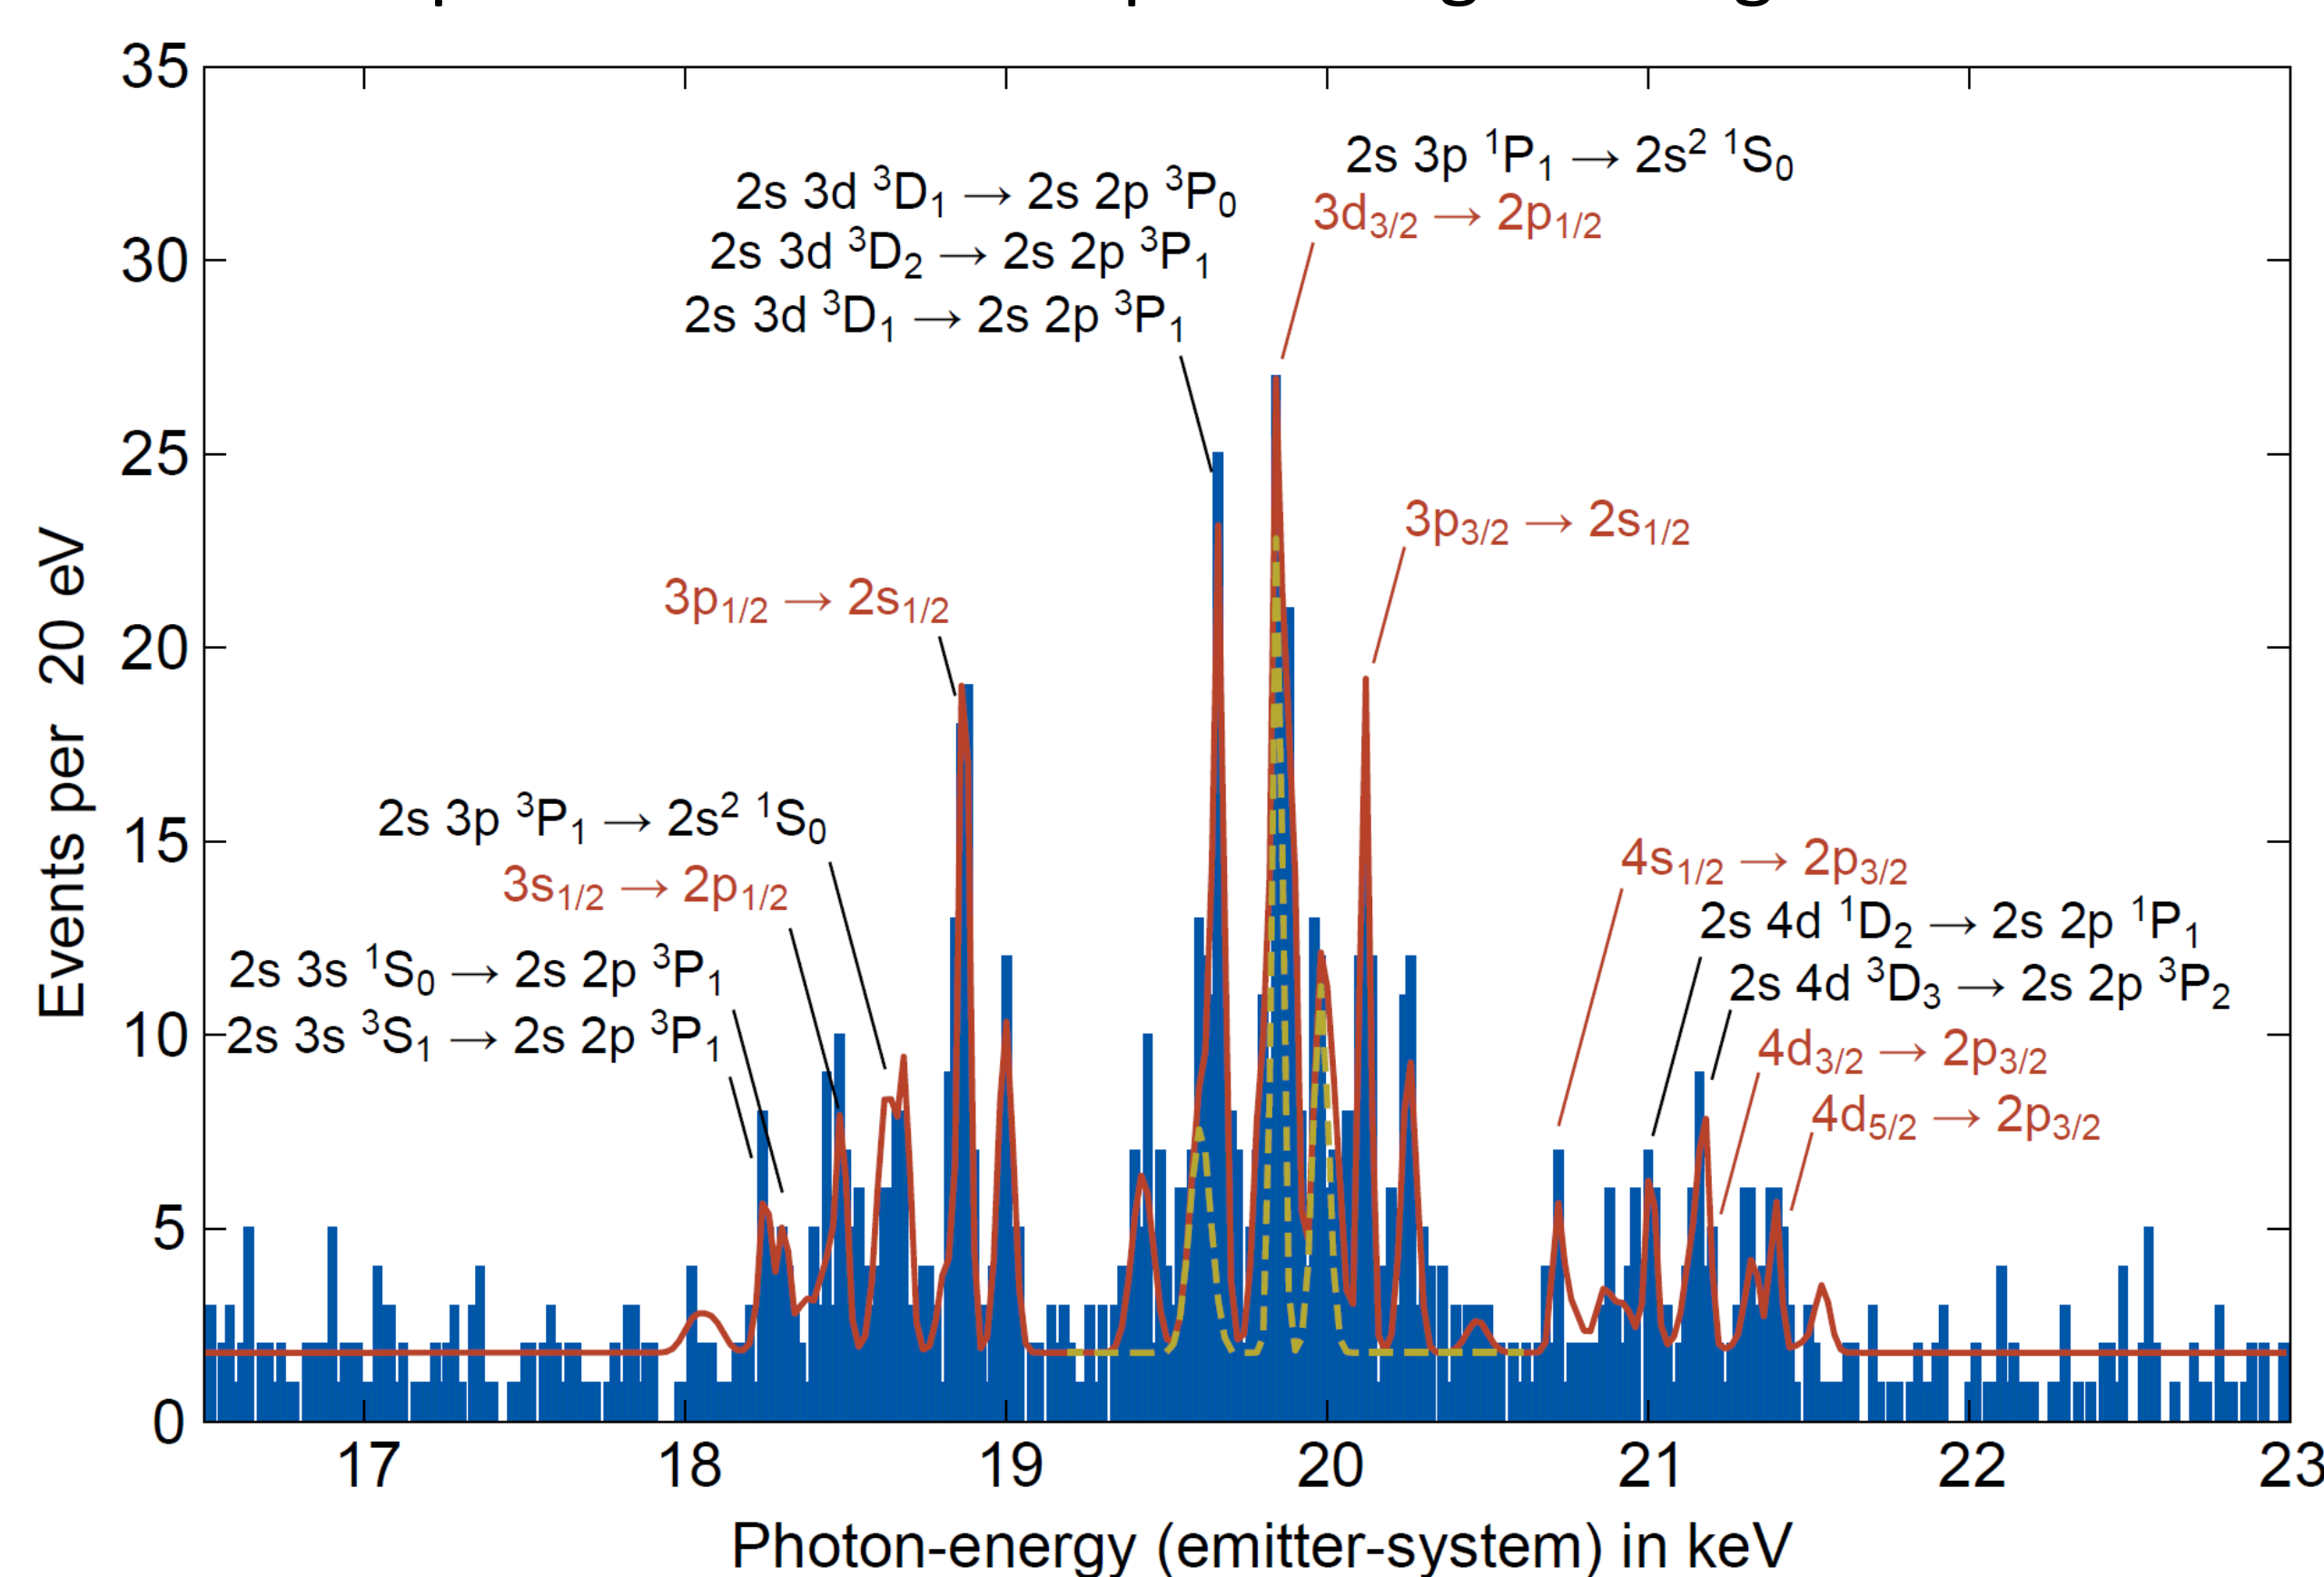 35
30
25
20
15
10
5
0
Events per 20 eV
2s 3p ¹P₁ → 2s² ¹S₀
3d₃/₂ → 2p₁/₂
2s 3d ³D₁ → 2s 2p ³P₀
2s 3d ³D₂ → 2s 2p ³P₁
2s 3d ³D₁ → 2s 2p ³P₁
3p₃/₂ → 2s₁/₂
3p₁/₂ → 2s₁/₂
2s 3p ³P₁ → 2s² ¹S₀
3s₁/₂ → 2p₁/₂
2s 3s ¹S₀ → 2s 2p ³P₁
2s 3s ³S₁ → 2s 2p ³P₁
4s₁/₂ → 2p₃/₂
2s 4d ¹D₂ → 2s 2p ¹P₁
2s 4d ³D₃ → 2s 2p ³P₂
4d₃/₂ → 2p₃/₂
4d₅/₂ → 2p₃/₂
17 18 19 20 21 22 23
Photon-energy (emitter-system) in keV